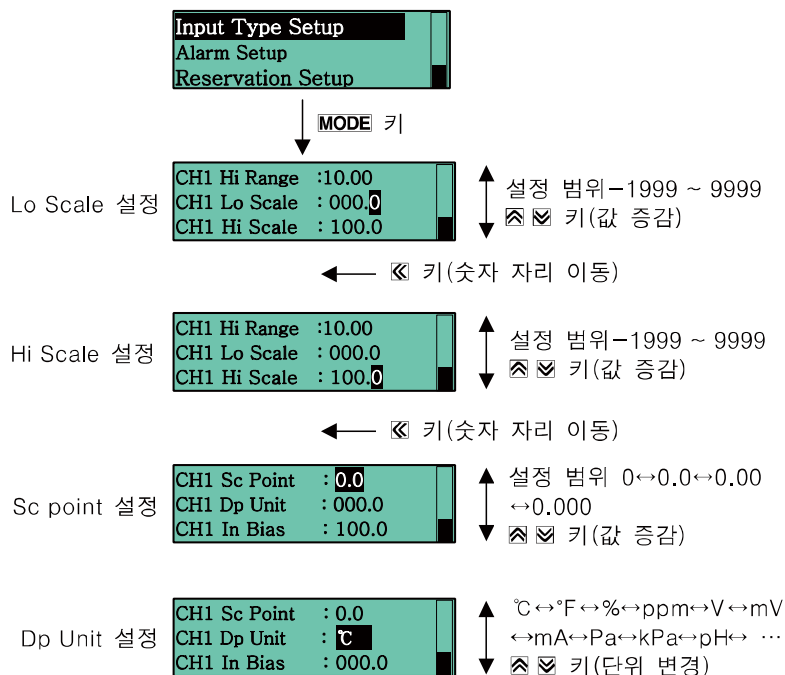 Input Type Setup
Alarm Setup
Reservation Setup
MODE 키
Lo Scale 설정
CH1 Hi Range :10.00
CH1 Lo Scale : 000.0
CH1 Hi Scale : 100.0
설정 범위-1999 ~ 9999
키(값 증감)
키(숫자 자리 이동)
Hi Scale 설정
CH1 Hi Range :10.00
CH1 Lo Scale : 000.0
CH1 Hi Scale : 100.0
설정 범위-1999 ~ 9999
키(값 증감)
키(숫자 자리 이동)
Sc point 설정
CH1 Sc Point : 0.0
CH1 Dp Unit : 000.0
CH1 In Bias : 100.0
설정 범위 0↔0.0↔0.00
↔0.000
키(값 증감)
Dp Unit 설정
CH1 Sc Point : 0.0
CH1 Dp Unit : ℃
CH1 In Bias : 000.0
℃↔°F↔%↔ppm↔V↔mV
↔mA↔Pa↔kPa↔pH↔ ···
키(단위 변경)